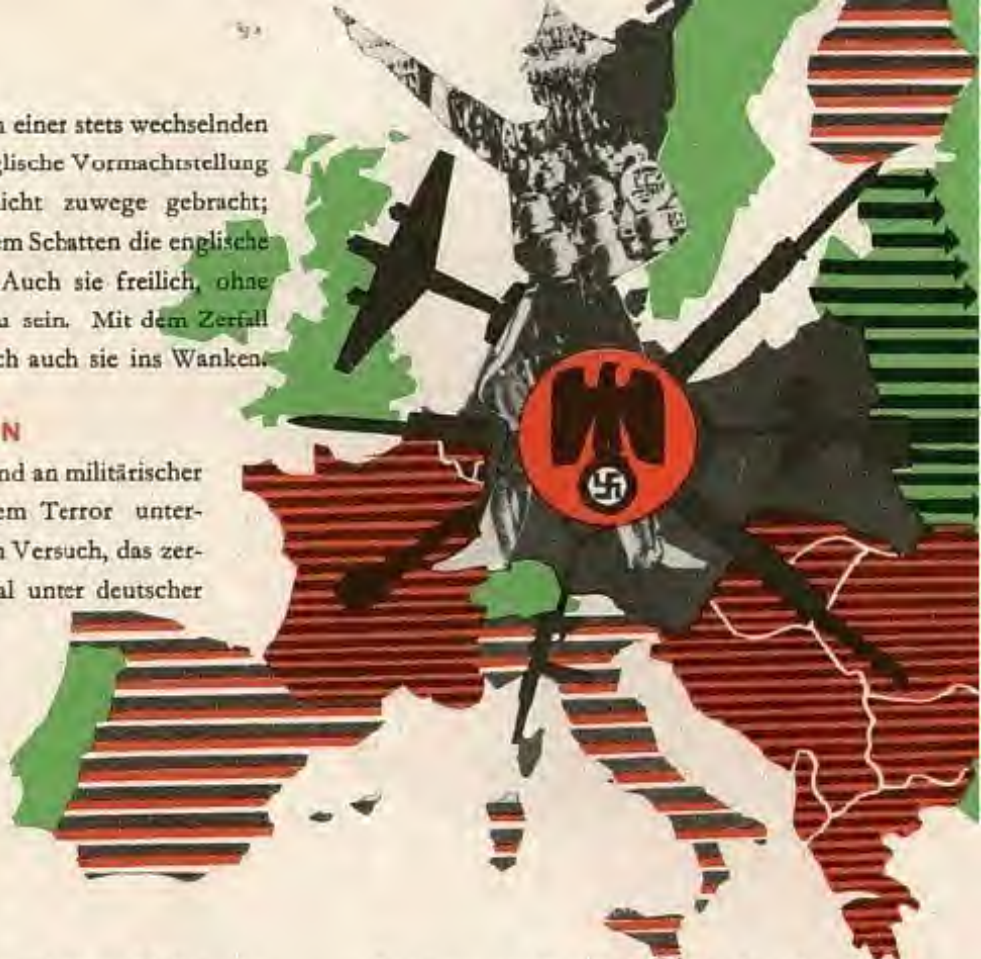 n einer stets wechselnden
glische Vormachtstellung
icht zuwege gebracht;
em Schatten die englische
Auch sie freilich, ohne
u sein. Mit dem Zerfall
ch auch sie ins Wanken.
N
nd an militärischer
em Terror unter-
n Versuch, das zer-
al unter deutscher